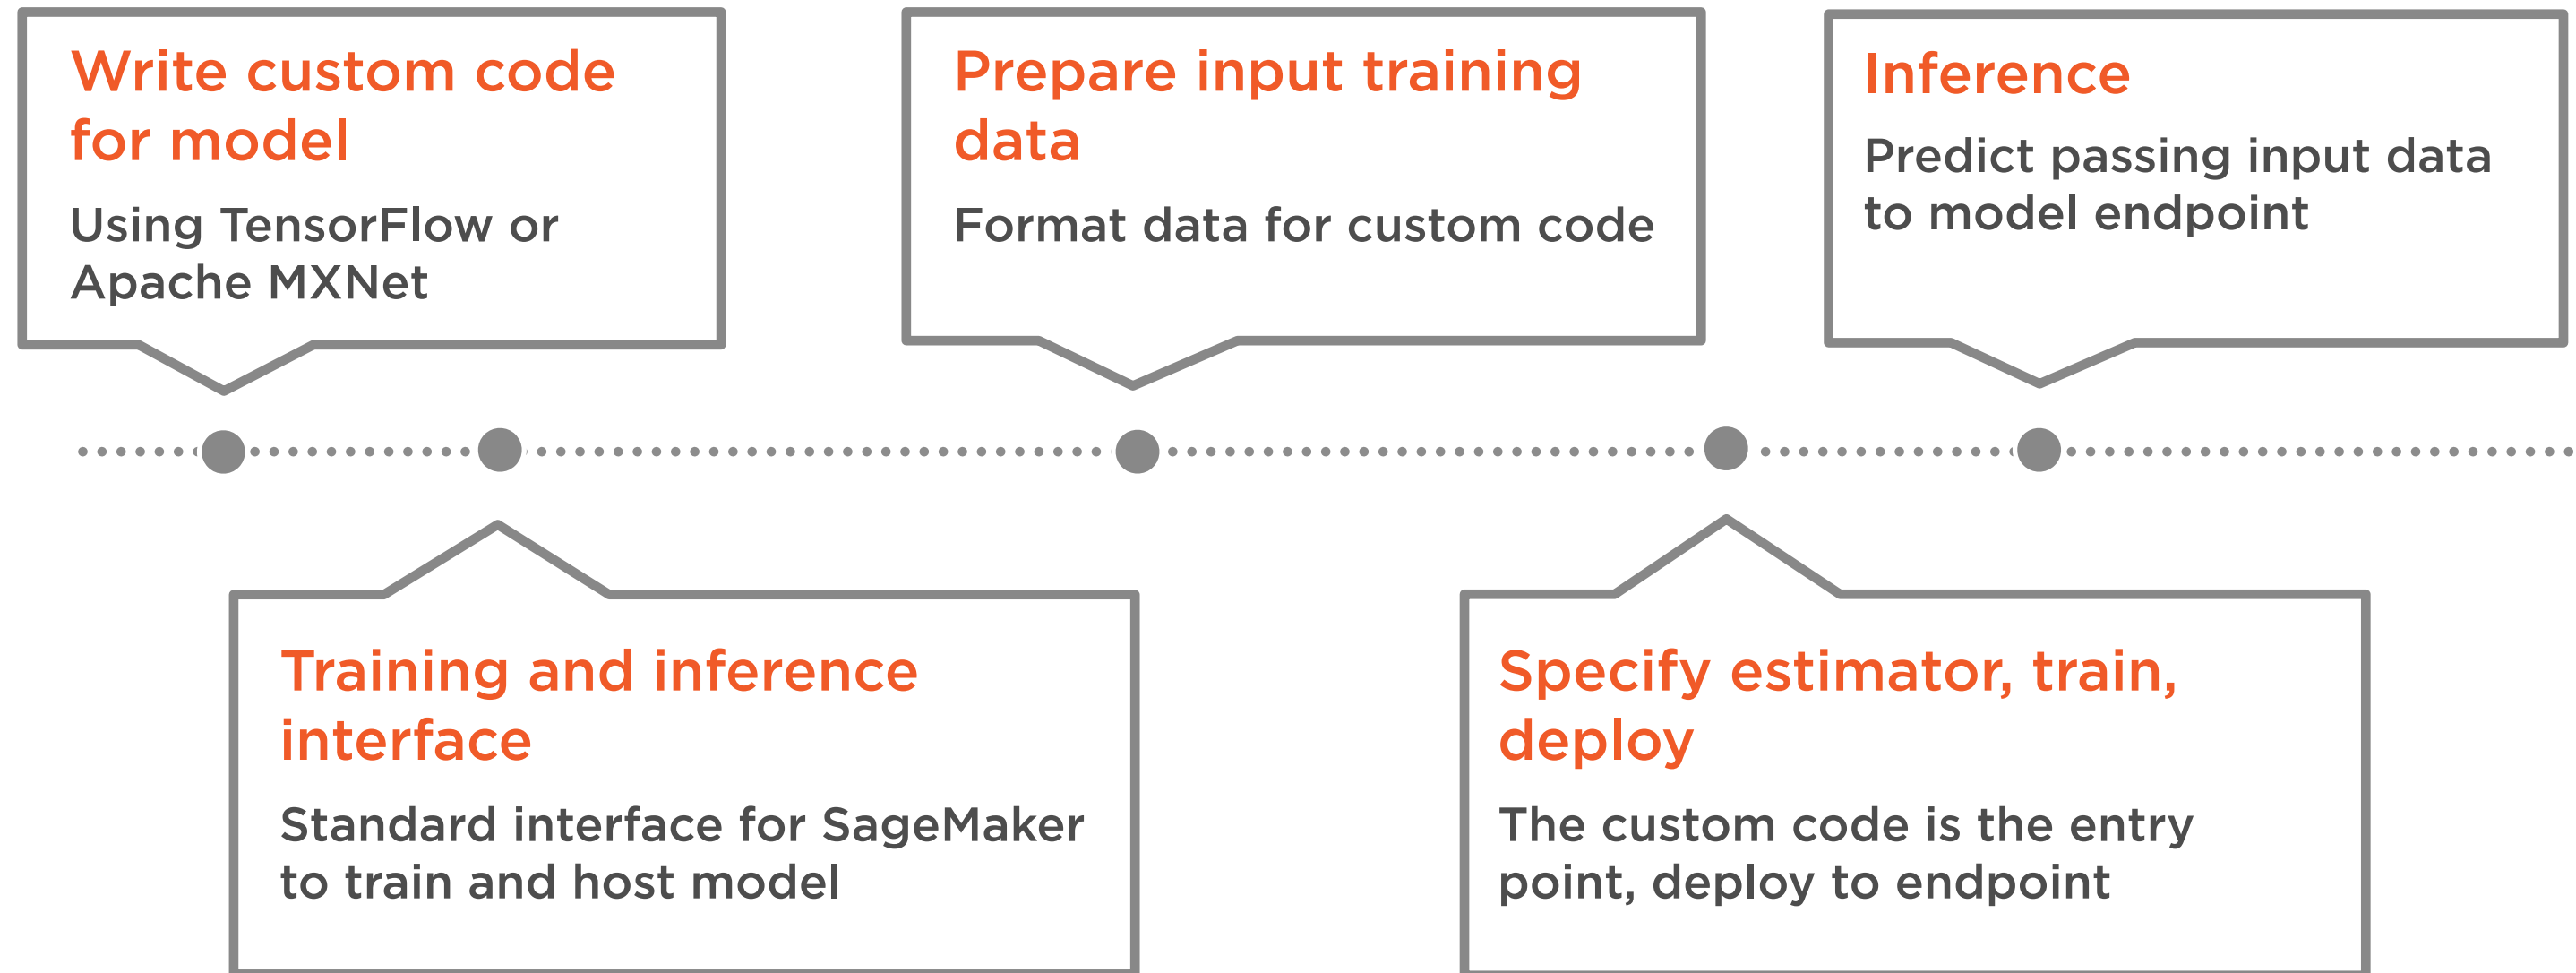 Write custom code
for model
Using TensorFlow or
Apache MXNet
Prepare input training
data
Format data for custom code
Inference
Predict passing input data
to model endpoint
Training and inference
interface
Standard interface for SageMaker
to train and host model
Specify estimator, train,
deploy
The custom code is the entry
point, deploy to endpoint